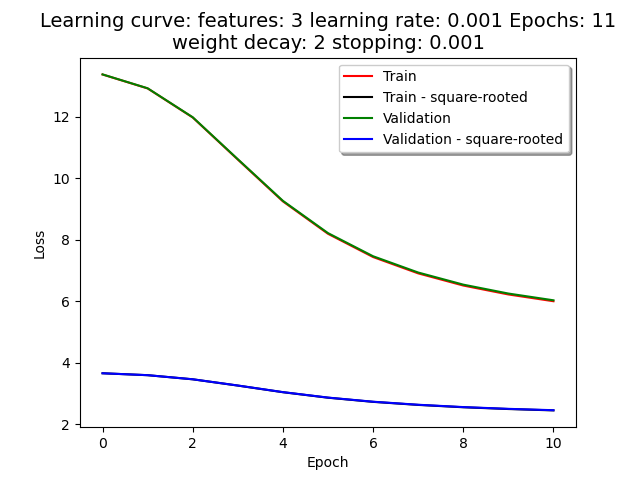 Learning curve: features: 3 learning rate: 0.001 Epochs: 11
weight decay: 2 stopping: 0.001
Train
Train - square-rooted
Validation
Validation - square-rooted
12
10
8
6
4
2
Loss
0 2 4 6 8 10
Epoch